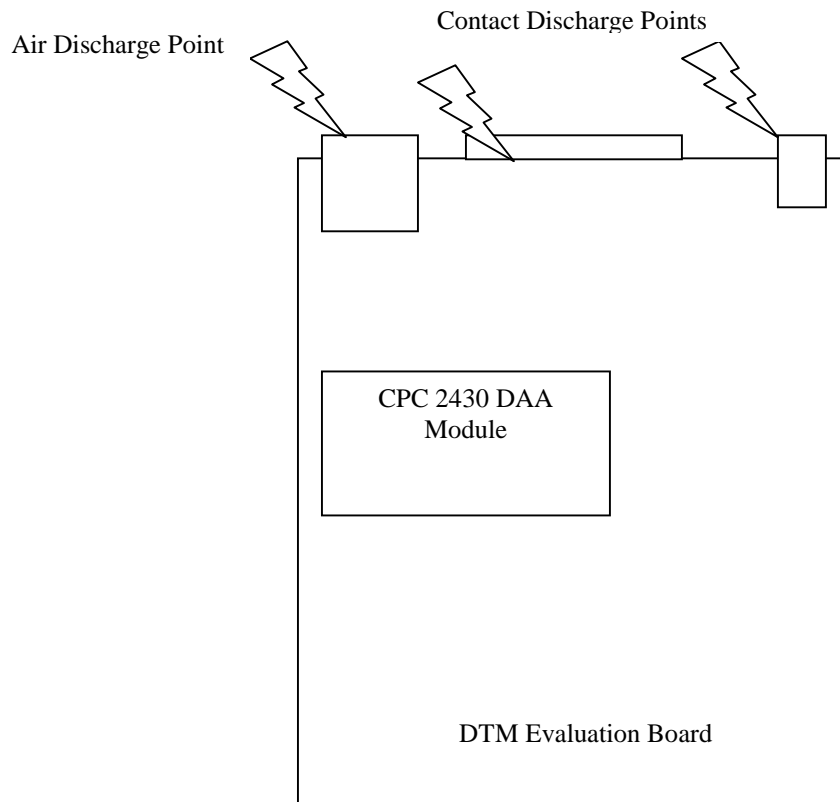 Contact Discharge Points
Air Discharge Point
CPC 2430 DAA
Module
DTM Evaluation Board